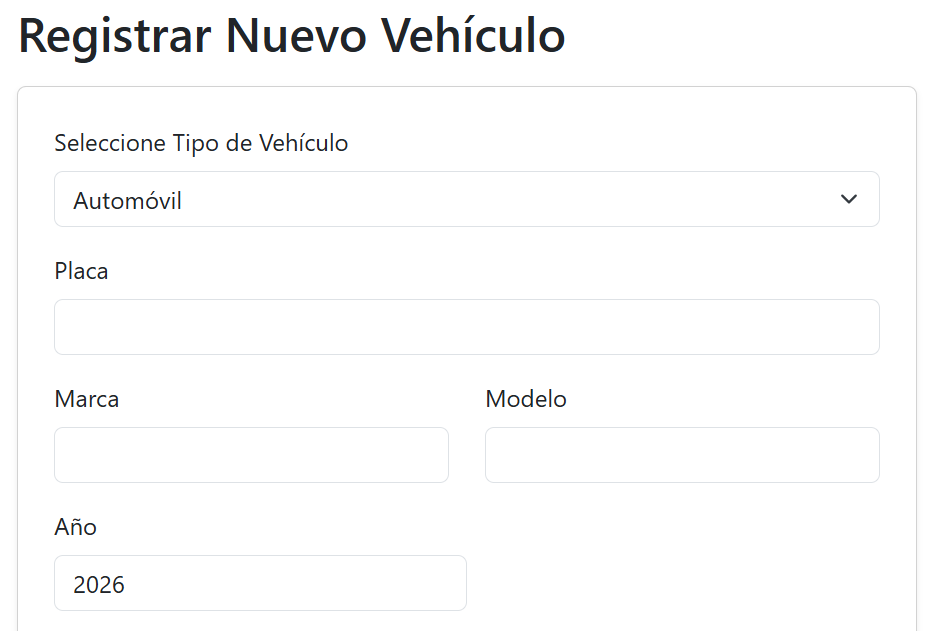 Registrar Nuevo Vehículo
Seleccione Tipo de Vehículo
Automóvil
Placa
Marca
Modelo
Año
2026